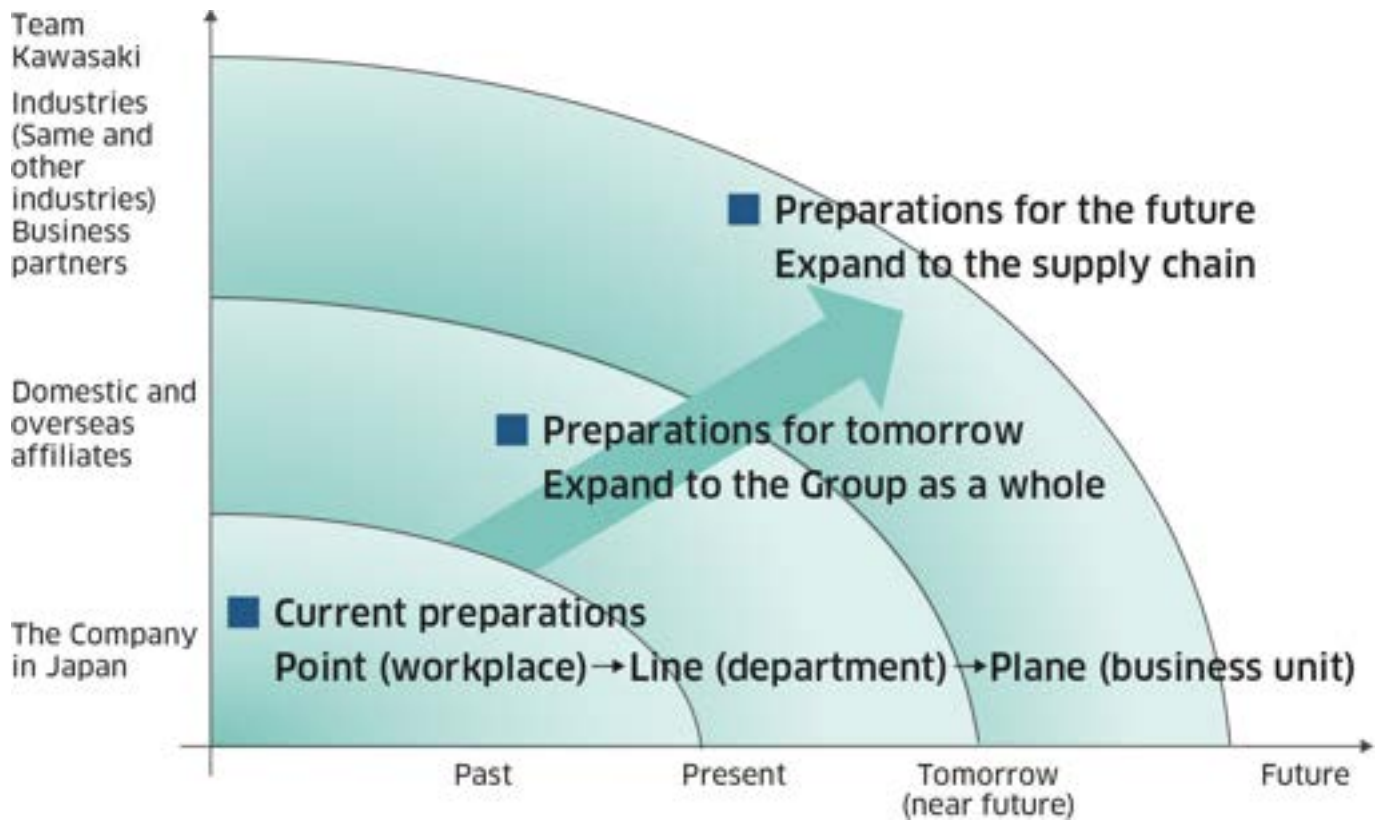 Team
Kawasaki
Industries
(Same and
other
industries)
Business
partners
Domestic and
overseas
affiliates
The Company
in Japan
■ Preparations for the future
Expand to the supply chain
■ Preparations for tomorrow
Expand to the Group as a whole
■ Current preparations
Point (workplace)→Line (department)→Plane (business unit)
Past
Present
Tomorrow
(near future)
Future